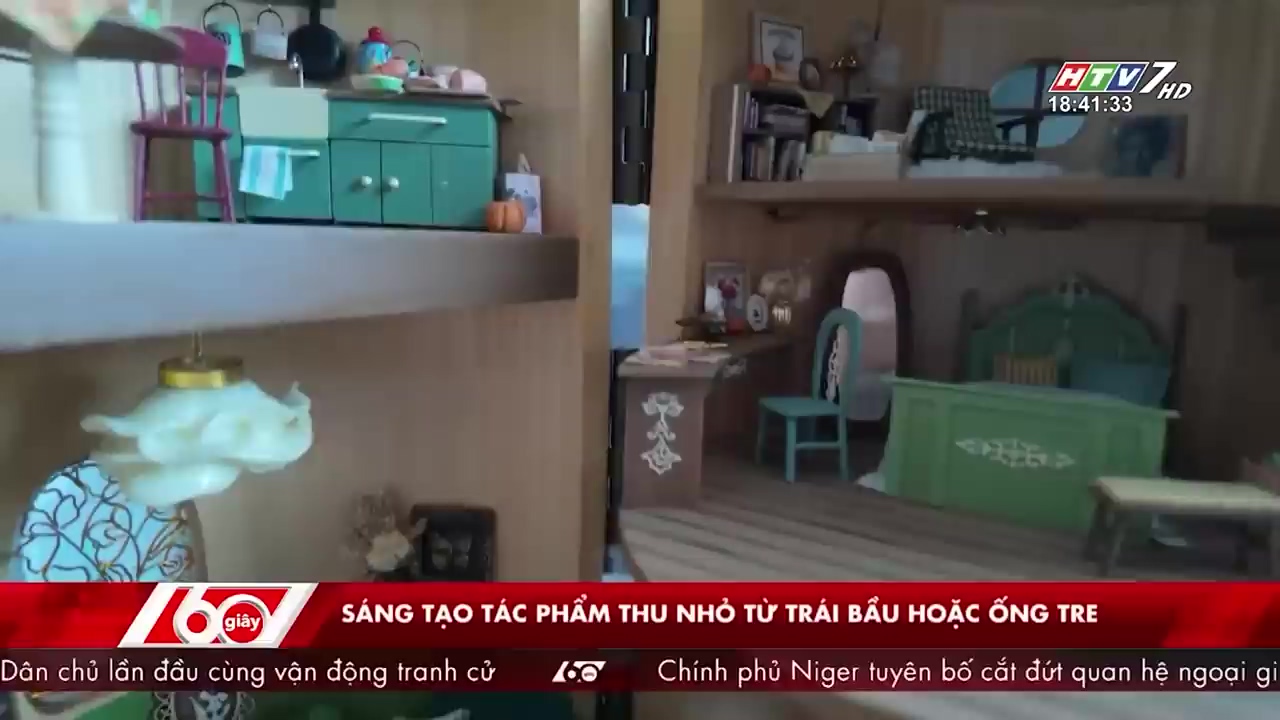 HTV7 HD
18:41:33
60 giây
SÁNG TẠO TÁC PHẨM THU NHỎ TỪ TRÁI BẦU HOẶC ỐNG TRE
Dân chủ lần đầu cùng vận động tranh cử
60
Chính phủ Niger tuyên bố cắt đứt quan hệ ngoại gi